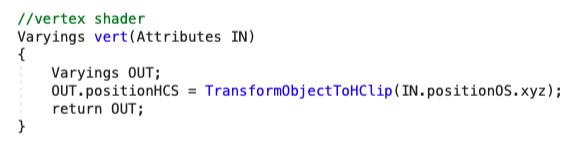 //vertex shader
Varyings vert(Attributes IN)
{
    Varyings OUT;
    OUT.positionHCS = TransformObjectToHClip(IN.positionOS.xyz);
    return OUT;
}